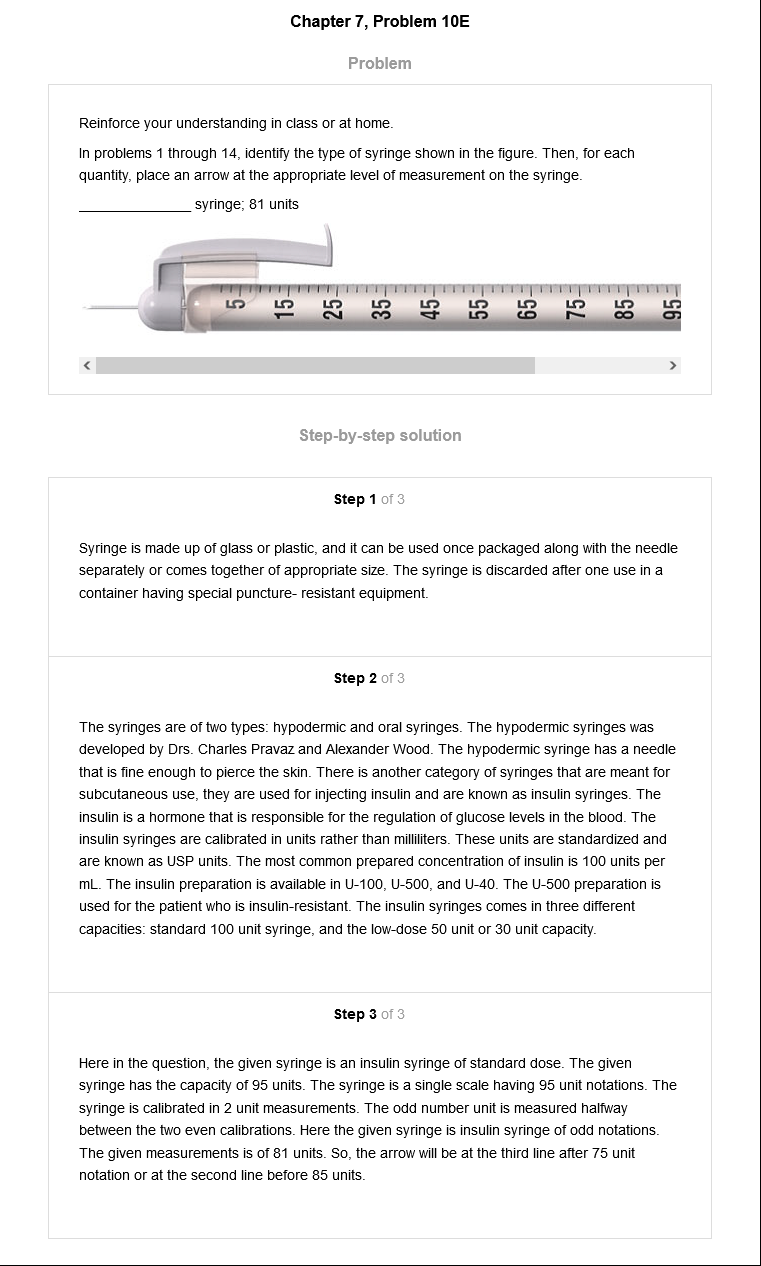 Chapter 7, Problem 10E
Problem
Reinforce your understanding in class or at home.
In problems 1 through 14, identify the type of syringe shown in the figure. Then, for each
quantity, place an arrow at the appropriate level of measurement on the syringe.
______________ syringe; 81 units
5 15 25 35 45 55 65 75 85 95
Step-by-step solution
Step 1 of 3
Syringe is made up of glass or plastic, and it can be used once packaged along with the needle
separately or comes together of appropriate size. The syringe is discarded after one use in a
container having special puncture- resistant equipment.
Step 2 of 3
The syringes are of two types: hypodermic and oral syringes. The hypodermic syringes was
developed by Drs. Charles Pravaz and Alexander Wood. The hypodermic syringe has a needle
that is fine enough to pierce the skin. There is another category of syringes that are meant for
subcutaneous use, they are used for injecting insulin and are known as insulin syringes. The
insulin is a hormone that is responsible for the regulation of glucose levels in the blood. The
insulin syringes are calibrated in units rather than milliliters. These units are standardized and
are known as USP units. The most common prepared concentration of insulin is 100 units per
mL. The insulin preparation is available in U-100, U-500, and U-40. The U-500 preparation is
used for the patient who is insulin-resistant. The insulin syringes comes in three different
capacities: standard 100 unit syringe, and the low-dose 50 unit or 30 unit capacity.
Step 3 of 3
Here in the question, the given syringe is an insulin syringe of standard dose. The given
syringe has the capacity of 95 units. The syringe is a single scale having 95 unit notations. The
syringe is calibrated in 2 unit measurements. The odd number unit is measured halfway
between the two even calibrations. Here the given syringe is insulin syringe of odd notations.
The given measurements is of 81 units. So, the arrow will be at the third line after 75 unit
notation or at the second line before 85 units.